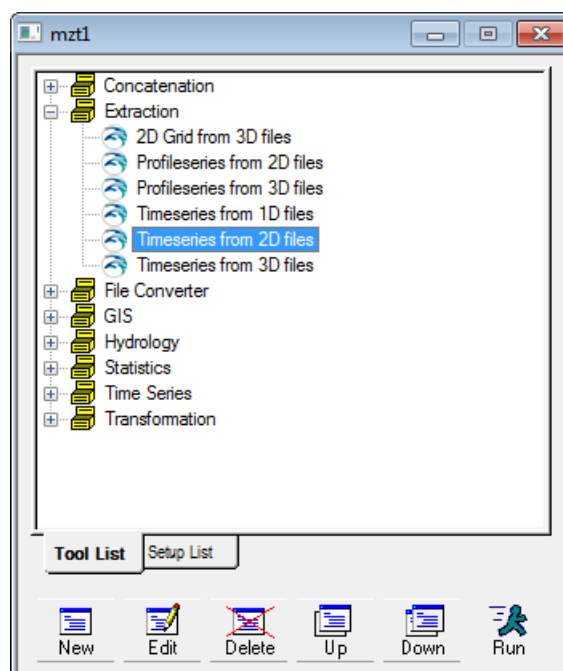 mzt1
Concatenation
Extraction
2D Grid from 3D files
Profileseries from 2D files
Profileseries from 3D files
Timeseries from 1D files
Timeseries from 2D files
Timeseries from 3D files
File Converter
GIS
Hydrology
Statistics
Time Series
Transformation
Tool List Setup List
New Edit Delete Up Down Run